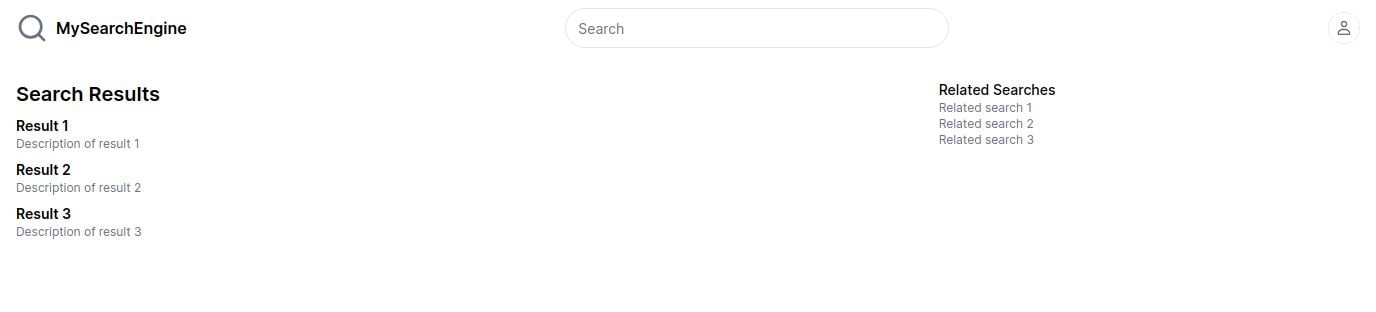 MySearchEngine
Search
Search Results
Result 1
Description of result 1
Result 2
Description of result 2
Result 3
Description of result 3
Related Searches
Related search 1
Related search 2
Related search 3